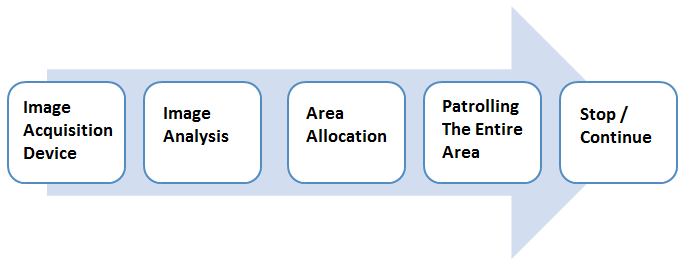 Image
Acquisition
Device
Image
Analysis
Area
Allocation
Patrolling
The Entire
Area
Stop /
Continue